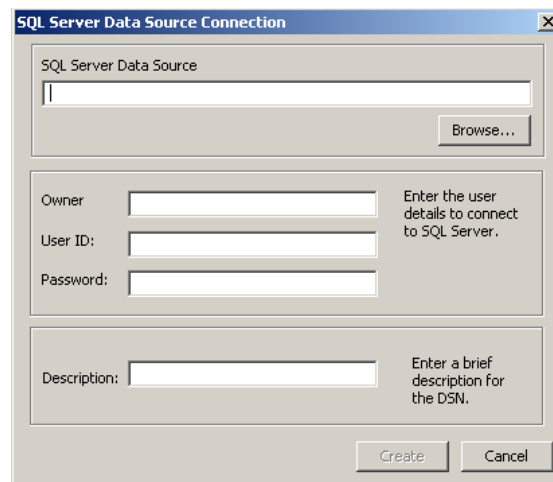 SQL Server Data Source Connection
SQL Server Data Source
Browse...
Owner
Enter the user
details to connect
to SQL Server.
User ID:
Password:
Description:
Enter a brief
description for
the DSN.
Create
Cancel